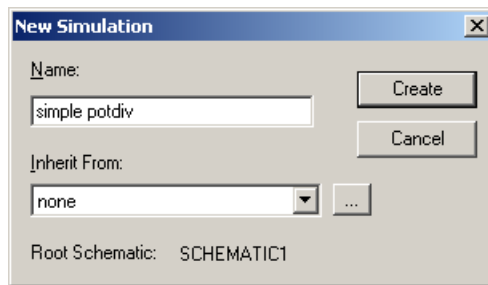 New Simulation
Name:
simple potdiv
Create
Cancel
Inherit From:
none
...
Root Schematic: SCHEMATIC1